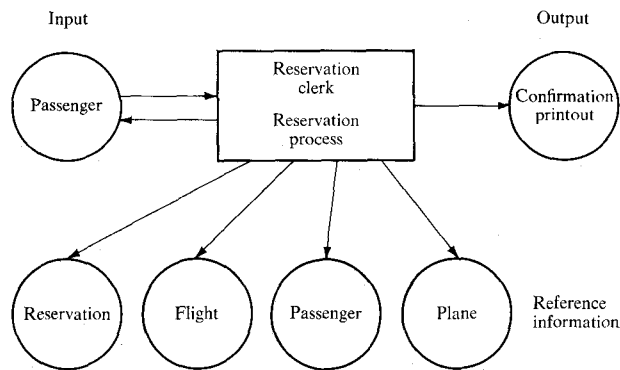 Input
Output
Passenger
Reservation
clerk
Reservation
process
Confirmation
printout
Reservation
Flight
Passenger
Plane
Reference
information